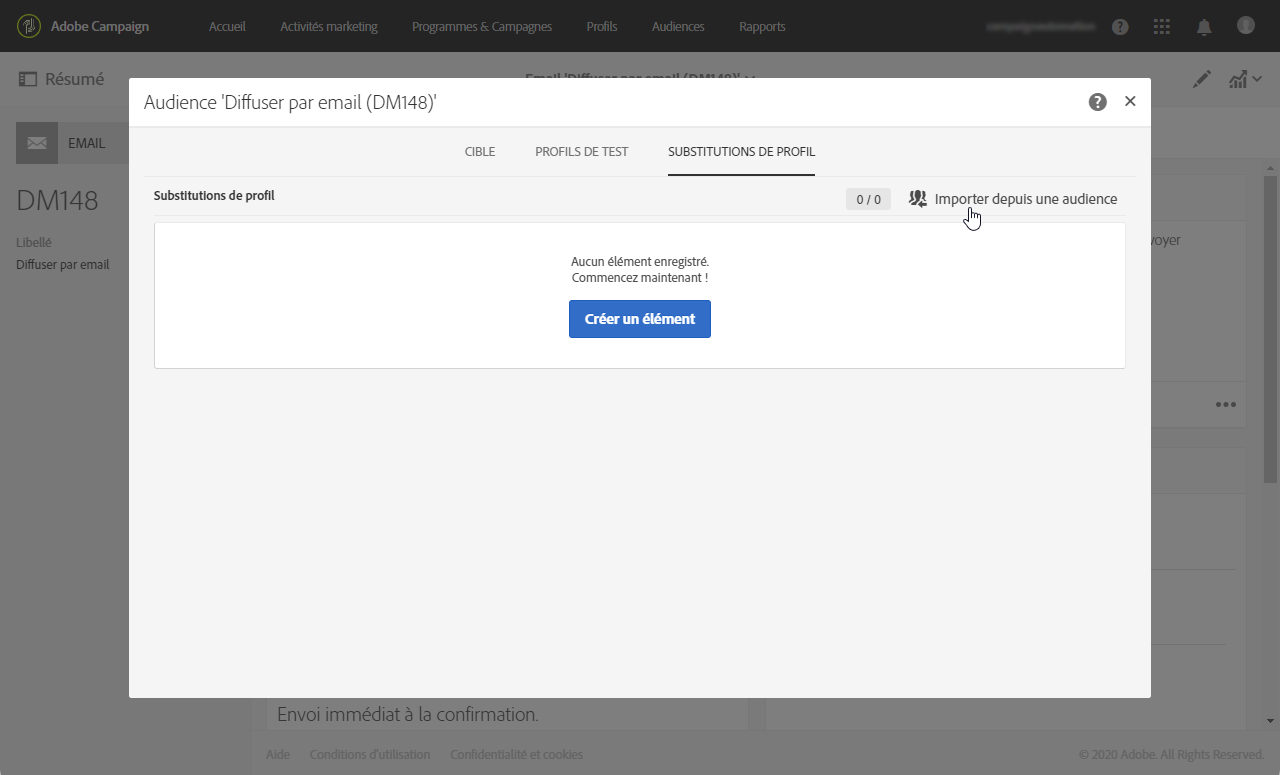 Adobe Campaign
Accueil
Activités marketing
Programmes & Campagnes
Profils
Audiences
Rapports
Résumé
Email 'Diffuser par email (DM148)'
Audience 'Diffuser par email (DM148)'
EMAIL
CIBLE
PROFILS DE TEST
SUBSTITUTIONS DE PROFIL
DM148
Substitutions de profil
0 / 0
Importer depuis une audience
Libellé
Diffuser par email
voyer
Aucun élément enregistré.
Commencez maintenant !
Créer un élément
Envoi immédiat à la confirmation.
Aide
Conditions d'utilisation
Confidentialité et cookies
© 2020 Adobe. All Rights Reserved.